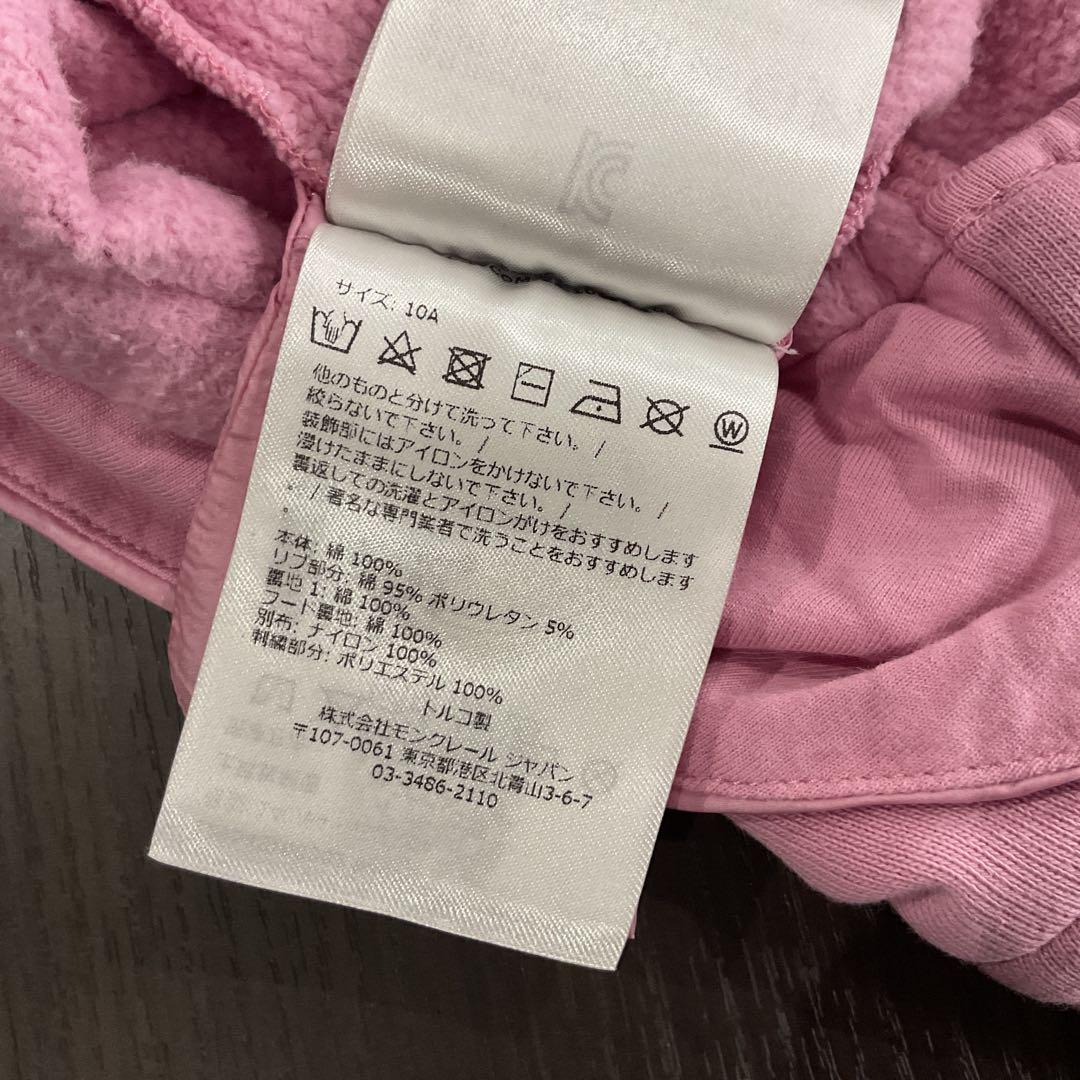 サイズ: 10A
W
他のものと分けて洗って下さい。/
絞らないで下さい。/
装飾部にはアイロンをかけないで下さい。/
浸けたままにしないで下さい。/
裏返しての洗濯とアイロンがけをおすすめします
。/ 著名な専門業者で洗うことをおすすめします
。
本体: 綿 100%
リブ部分: 綿 95% ポリウレタン 5%
裏地 1: 綿 100%
フード裏地: 綿 100%
別布: ナイロン 100%
刺繍部分: ポリエステル 100%
トルコ製
株式会社モンクレール ジャパン
〒107-0061 東京都港区北青山3-6-7
03-3486-2110